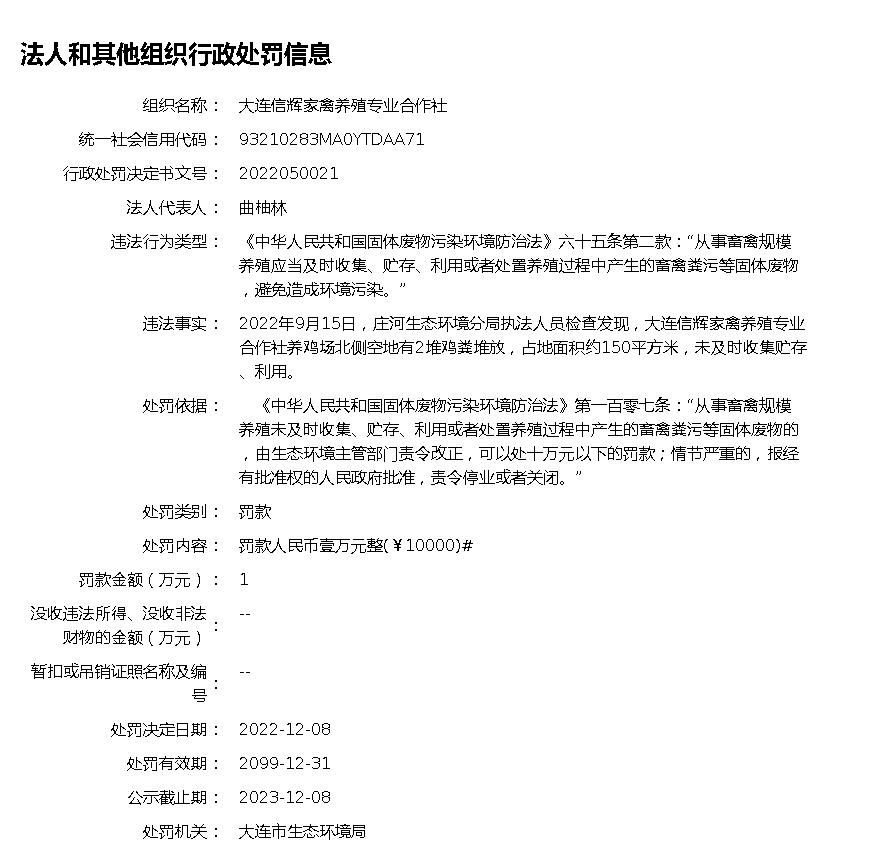 法人和其他组织行政处罚信息
组织名称： 大连信辉家禽养殖专业合作社
统一社会信用代码： 93210283MA0YTDAA71
行政处罚决定书文号： 2022050021
法人代表人： 曲柚林
违法行为类型： 《中华人民共和国固体废物污染环境防治法》六十五条第二款：“从事畜禽规模
养殖应当及时收集、贮存、利用或者处置养殖过程中产生的畜禽粪污等固体废物
，避免造成环境污染。”
违法事实： 2022年9月15日，庄河生态环境分局执法人员检查发现，大连信辉家禽养殖专业
合作社养鸡场北侧空地有2堆鸡粪堆放，占地面积约150平方米，未及时收集贮存
、利用。
处罚依据： 《中华人民共和国固体废物污染环境防治法》第一百零七条：“从事畜禽规模
养殖未及时收集、贮存、利用或者处置养殖过程中产生的畜禽粪污等固体废物的
，由生态环境主管部门责令改正，可以处十万元以下的罚款；情节严重的，报经
有批准权的人民政府批准，责令停业或者关闭。”
处罚类别： 罚款
处罚内容： 罚款人民币壹万元整(￥10000)#
罚款金额（万元）： 1
没收违法所得、没收非法
财物的金额（万元）： --
暂扣或吊销证照名称及编
号： --
处罚决定日期： 2022-12-08
处罚有效期： 2099-12-31
公示截止期： 2023-12-08
处罚机关： 大连市生态环境局